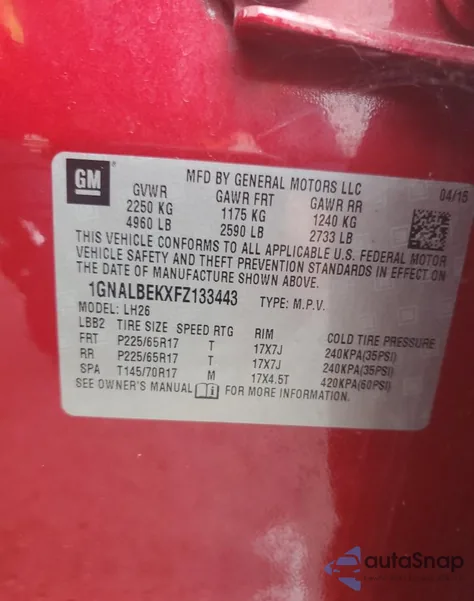 GM
MFD BY GENERAL MOTORS LLC 04/15
GVWR GAWR FRT GAWR RR
2250 KG 1175 KG 1240 KG
4960 LB 2590 LB 2733 LB
THIS VEHICLE CONFORMS TO ALL APPLICABLE U.S. FEDERAL MOTOR
VEHICLE SAFETY AND THEFT PREVENTION STANDARDS IN EFFECT ON
THE DATE OF MANUFACTURE SHOWN ABOVE.
1GNALBEKXFZ133443 TYPE: M.P.V.
MODEL: LH26
LBB2 TIRE SIZE SPEED RTG RIM COLD TIRE PRESSURE
FRT P225/65R17 T 17X7J 240KPA(35PSI)
RR P225/65R17 T 17X7J 240KPA(35PSI)
SPA T145/70R17 M 17X4.5T 420KPA(60PSI)
SEE OWNER'S MANUAL FOR MORE INFORMATION.
autoSnap